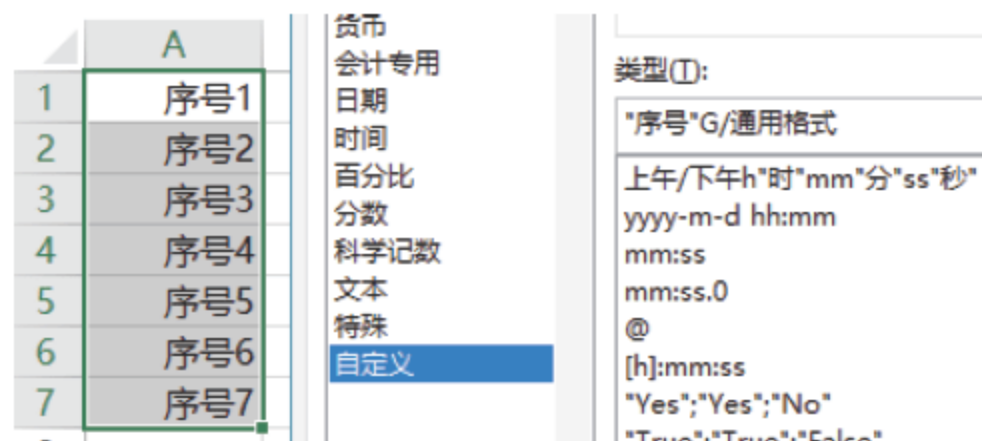 A
1 序号1
2 序号2
3 序号3
4 序号4
5 序号5
6 序号6
7 序号7
货币
会计专用
日期
时间
百分比
分数
科学记数
文本
特殊
自定义
类型(T):
"序号"G/通用格式
上午/下午h"时"mm"分"ss"秒"
yyyy-m-d hh:mm
mm:ss
mm:ss.0
@
[h]:mm:ss
"Yes";"Yes";"No"
"True";"True";"False"